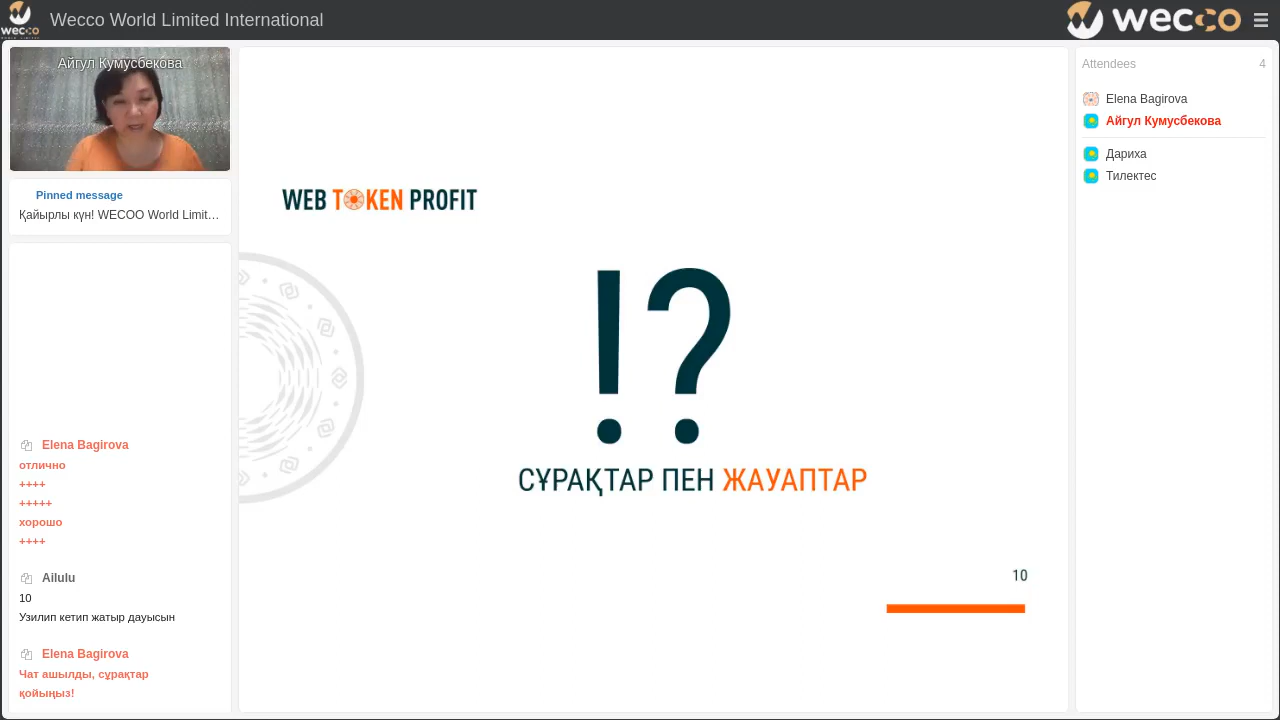 wecco
Wecco World Limited International
wecco
Айгул Кумусбекова
Pinned message
Қайырлы күн! WECOO World Limit…
Elena Bagirova
отлично
++++
+++++
хорошо
++++
Ailulu
10
Узилип кетип жатыр дауысын
Elena Bagirova
Чат ашылды, сұрақтар
қойыңыз!
WEB TOKEN PROFIT
!?
СҰРАҚТАР ПЕН ЖАУАПТАР
10
Attendees 4
Elena Bagirova
Айгул Кумусбекова
Дариха
Тилектес